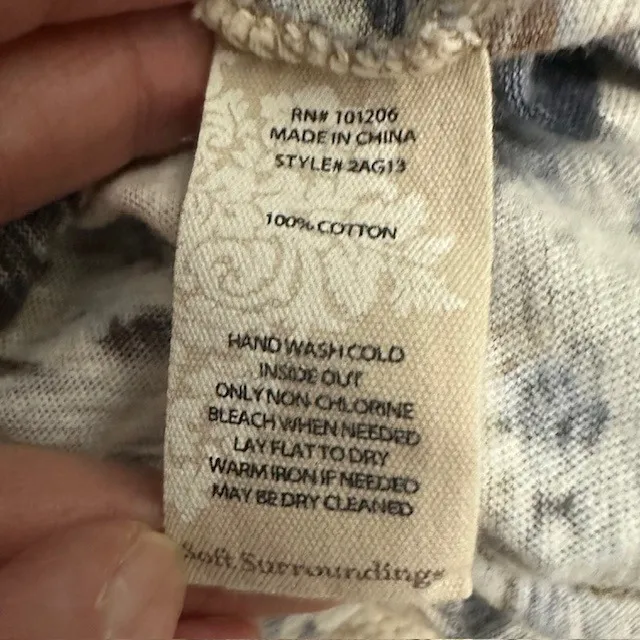 RN# 101206
MADE IN CHINA
STYLE# 2AG13
100% COTTON
HAND WASH COLD
INSIDE OUT
ONLY NON CHLORINE
BLEACH WHEN NEEDED
LAY FLAT TO DRY
WARM IRON IF NEEDED
MAY BE DRY CLEANED
Soft Surroundings